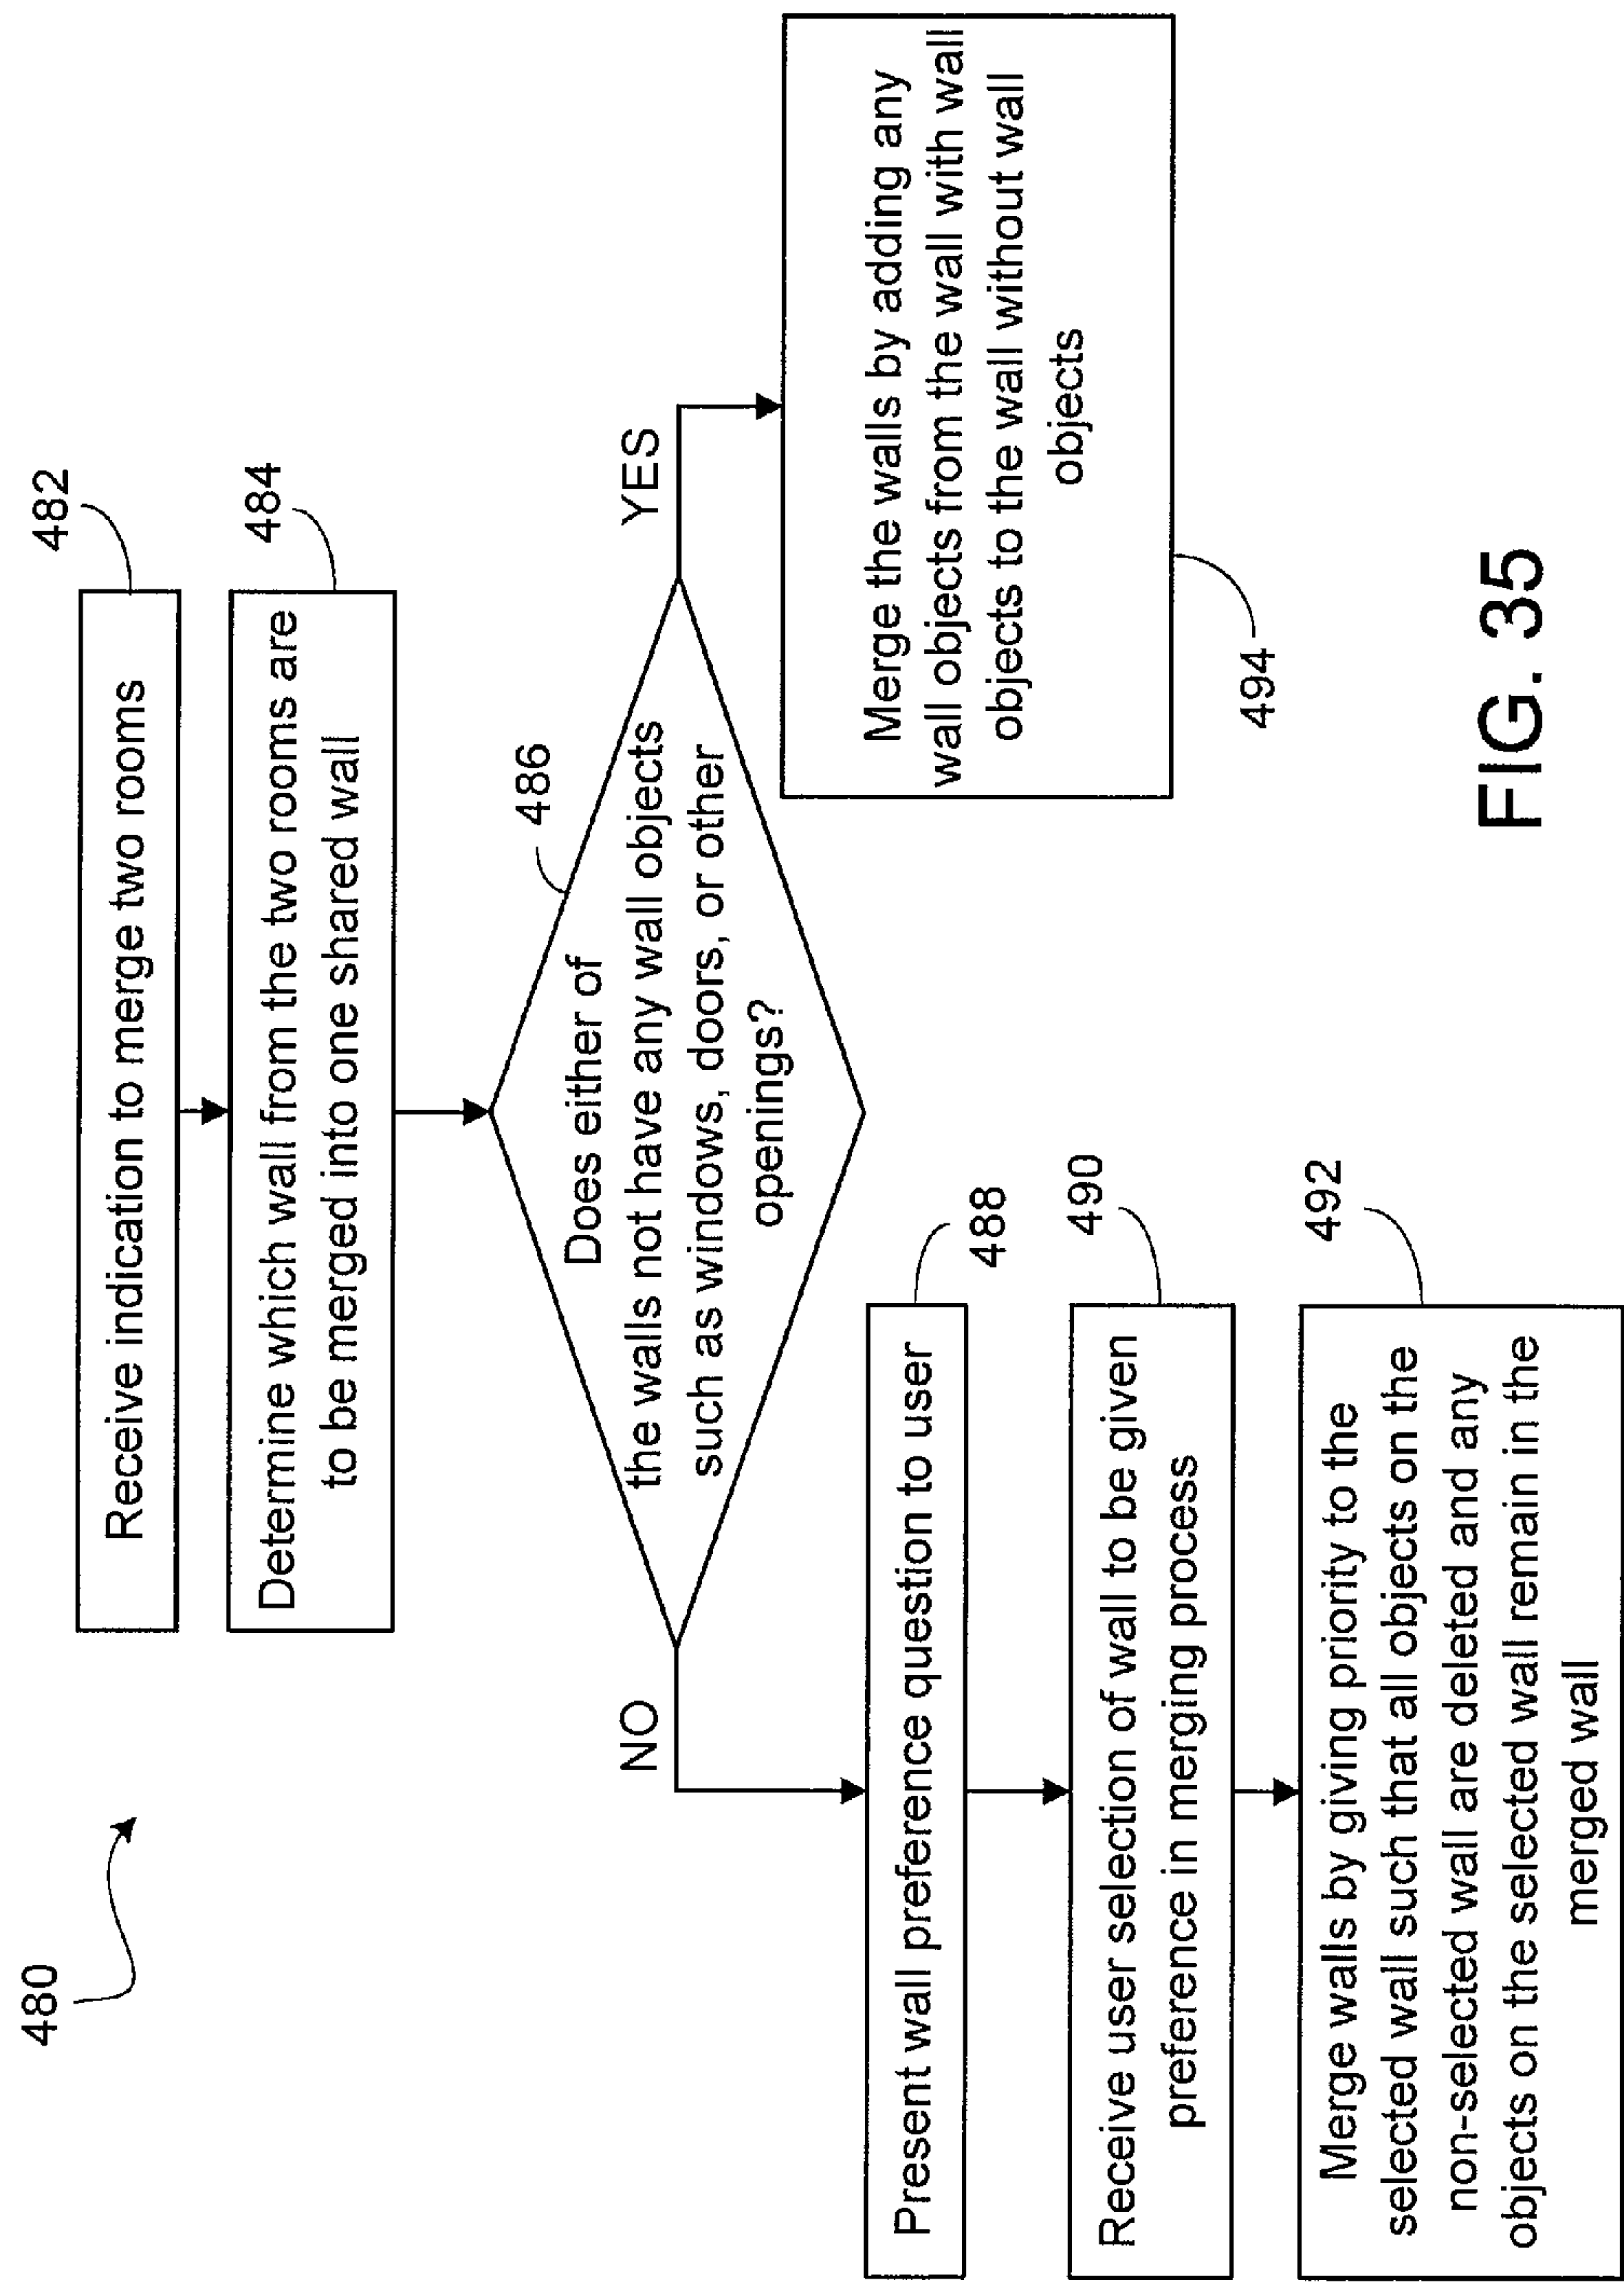 480
482
Receive indication to merge two rooms
484
Determine which wall from the two rooms are
to be merged into one shared wall
486
Does either of
the walls not have any wall objects
such as windows, doors, or other
openings?
NO
YES
488
Present wall preference question to user
490
Receive user selection of wall to be given
preference in merging process
492
Merge walls by giving priority to the
selected wall such that all objects on the
non-selected wall are deleted and any
objects on the selected wall remain in the
merged wall
Merge the walls by adding any
wall objects from the wall with wall
objects to the wall without wall
objects
494
FIG. 35